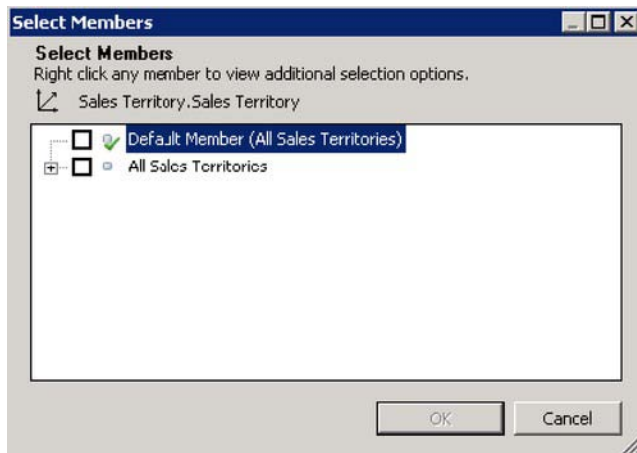 Select Members
Select Members
Right click any member to view additional selection options.
Sales Territory.Sales Territory
Default Member (All Sales Territories)
All Sales Territories
OK
Cancel